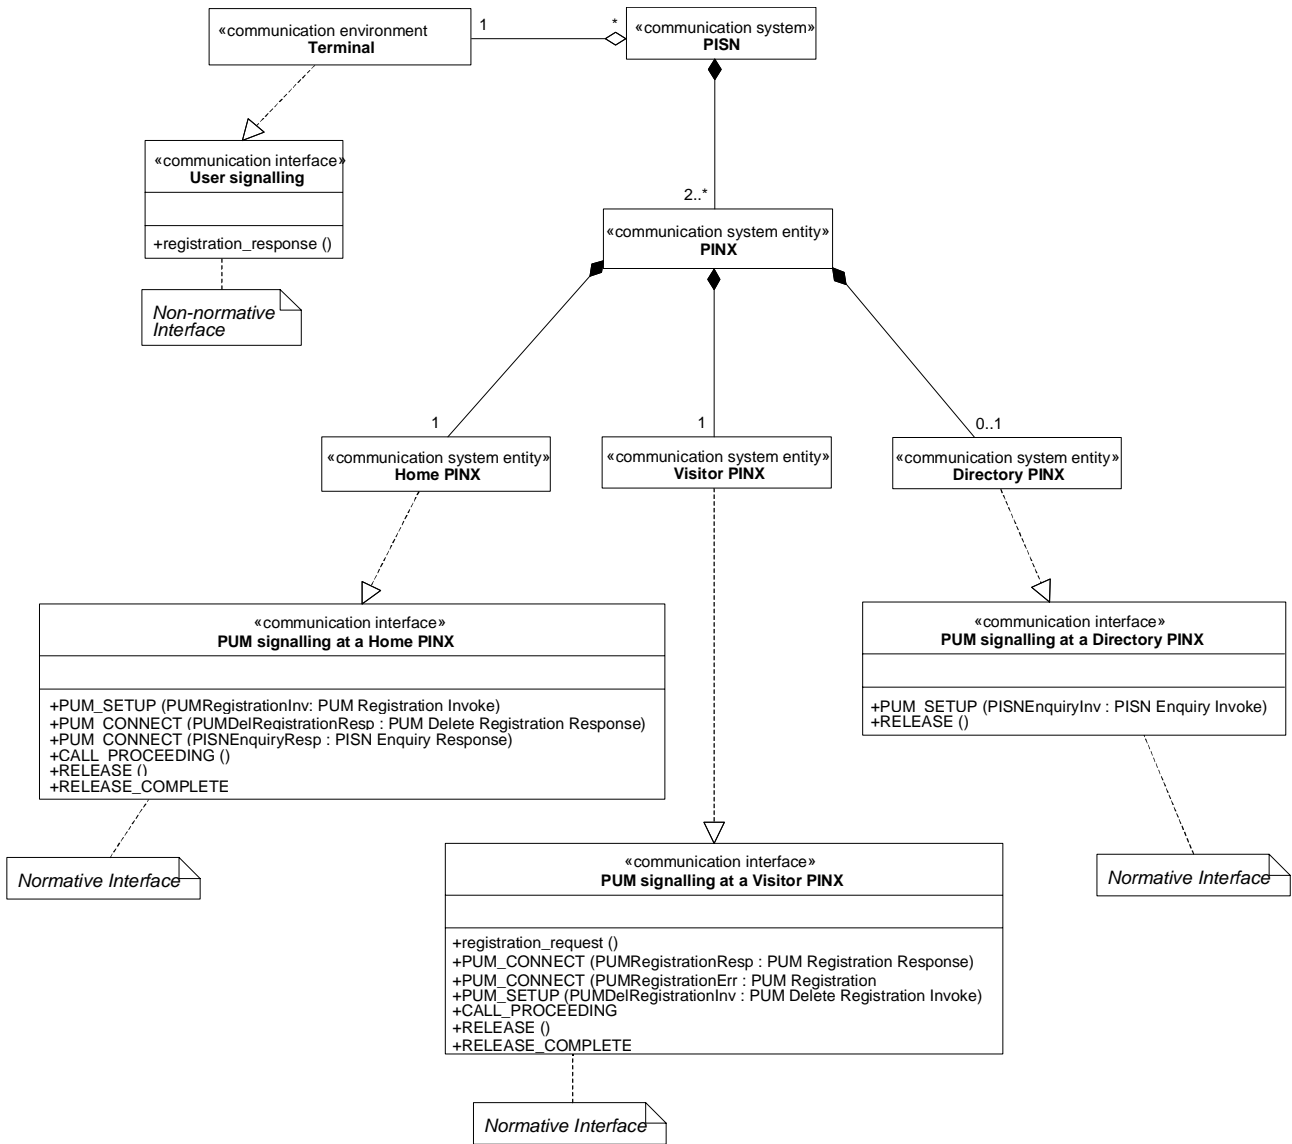 «communication environment
Terminal
1
*
«communication system»
PISN
«communication interface»
User signalling
+registration_response ()
Non-normative
Interface
2..*
«communication system entity»
PINX
1
1
0..1
«communication system entity»
Home PINX
«communication system entity»
Visitor PINX
«communication system entity»
Directory PINX
«communication interface»
PUM signalling at a Home PINX
+PUM_SETUP (PUMRegistrationInv: PUM Registration Invoke)
+PUM_CONNECT (PUMDelRegistrationResp : PUM Delete Registration Response)
+PUM_CONNECT (PISNEnquiryResp : PISN Enquiry Response)
+CALL_PROCEEDING ()
+RELEASE ()
+RELEASE_COMPLETE
Normative Interface
«communication interface»
PUM signalling at a Directory PINX
+PUM_SETUP (PISNEnquiryInv : PISN Enquiry Invoke)
+RELEASE ()
Normative Interface
«communication interface»
PUM signalling at a Visitor PINX
+registration_request ()
+PUM_CONNECT (PUMRegistrationResp : PUM Registration Response)
+PUM_CONNECT (PUMRegistrationErr : PUM Registration
+PUM_SETUP (PUMDelRegistrationInv : PUM Delete Registration Invoke)
+CALL_PROCEEDING
+RELEASE ()
+RELEASE_COMPLETE
Normative Interface